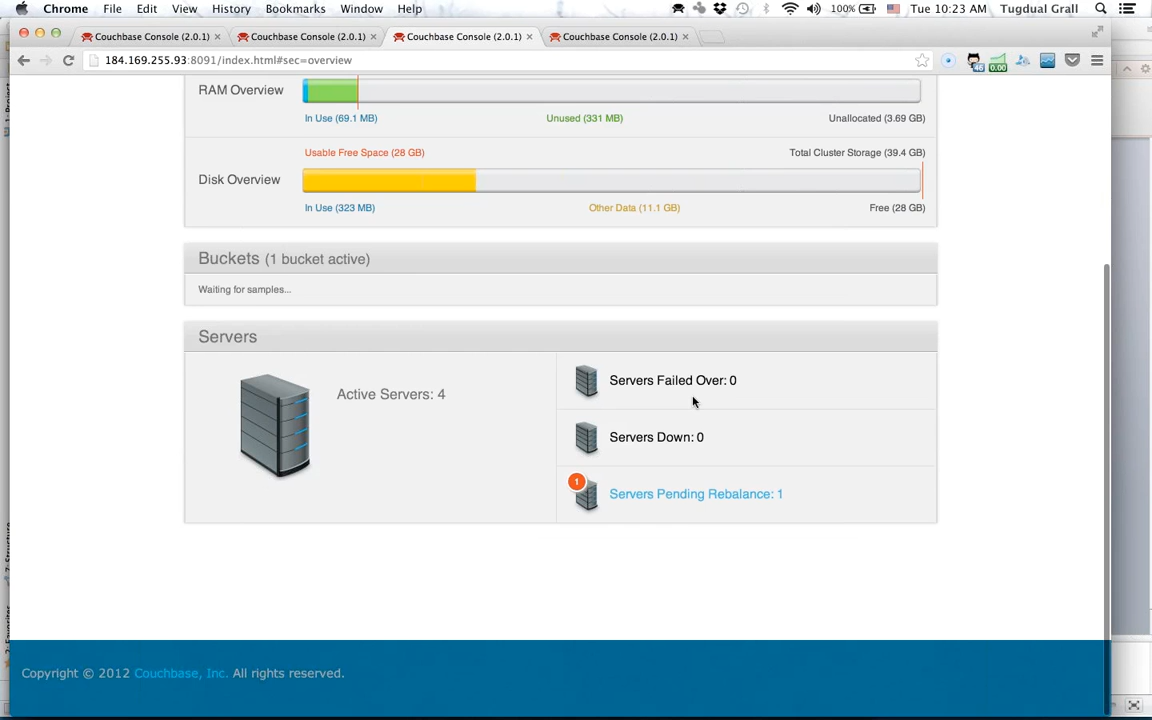 Chrome File Edit View History Bookmarks Window Help 100% Tue 10:23 AM Tugdual Grall
Couchbase Console (2.0.1) × Couchbase Console (2.0.1) × Couchbase Console (2.0.1) × Couchbase Console (2.0.1) ×
184.169.255.93:8091/index.html#sec=overview
46 0.00
RAM Overview
In Use (69.1 MB) Unused (331 MB) Unallocated (3.69 GB)
Usable Free Space (28 GB) Total Cluster Storage (39.4 GB)
Disk Overview
In Use (323 MB) Other Data (11.1 GB) Free (28 GB)
Buckets (1 bucket active)
Waiting for samples...
Servers
Active Servers: 4
Servers Failed Over: 0
Servers Down: 0
1
Servers Pending Rebalance: 1
Copyright © 2012 Couchbase, Inc. All rights reserved.